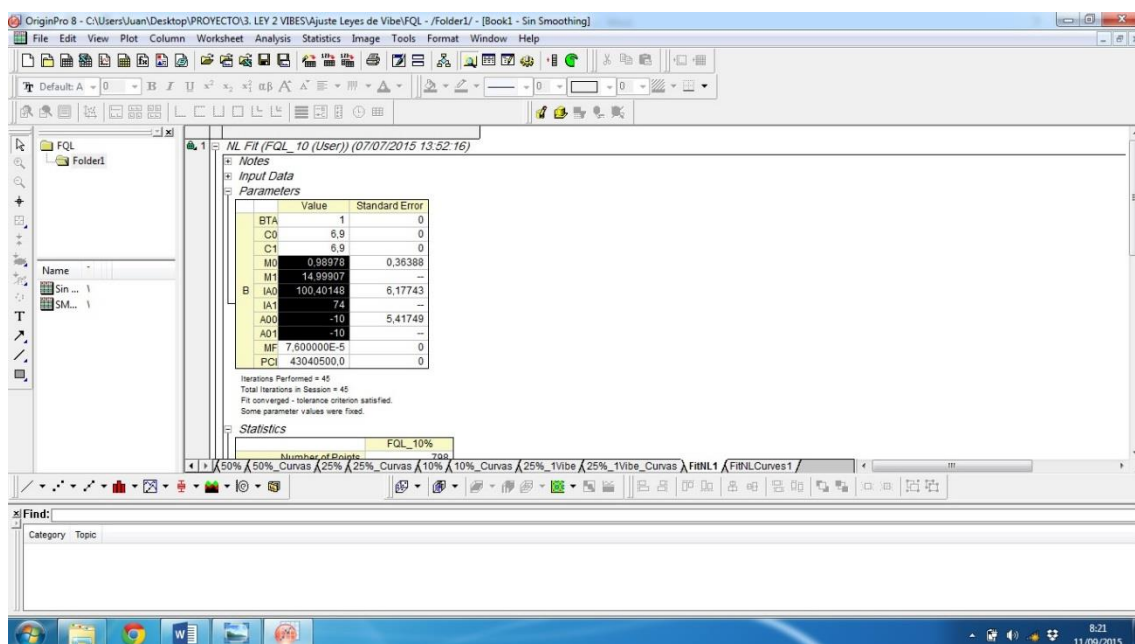 OriginPro 8 - C:\Users\Juan\Desktop\PROYECTO\3. LEY 2 VIBES\Ajuste Leyes de Vibe\FQL - /Folder1/ - [Book1 - Sin Smoothing]
File Edit View Plot Column Worksheet Analysis Statistics Image Tools Format Window Help
Default: A 0 B I U
FQL
Folder1
1 NL Fit (FQL_10 (User)) (07/07/2015 13:52:16)
Notes
Input Data
Parameters
Value Standard Error
BTA 1 0
C0 6,9 0
C1 6,9 0
M0 0,98978 0,36388
M1 14,99907 --
B IA0 100,40148 6,17743
IA1 74 --
A00 -10 5,41749
A01 -10 --
MF 7,600000E-5 0
PCI 43040500,0 0
Name
Sin ... \
SM... \
Iterations Performed = 45
Total Iterations in Session = 45
Fit converged - tolerance criterion satisfied.
Some parameter values were fixed.
Statistics
FQL_10%
Number of Points 798
50% 50%_Curvas 25% 25%_Curvas 10% 10%_Curvas 25%_1Vibe 25%_1Vibe_Curvas FitNL1 FitNLCurves1
Find:
Category Topic
8:21
11/09/2015